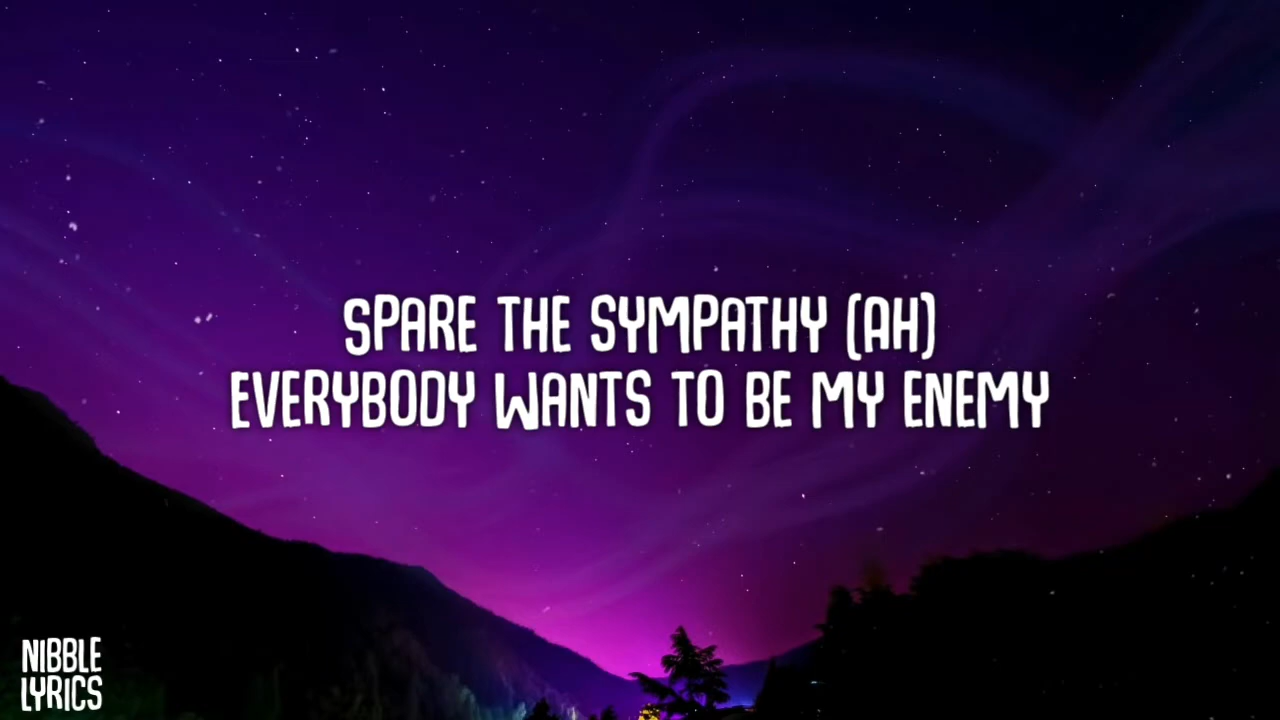 SPARE THE SYMPATHY (AH)
EVERYBODY WANTS TO BE MY ENEMY
NIBBLE
LYRICS